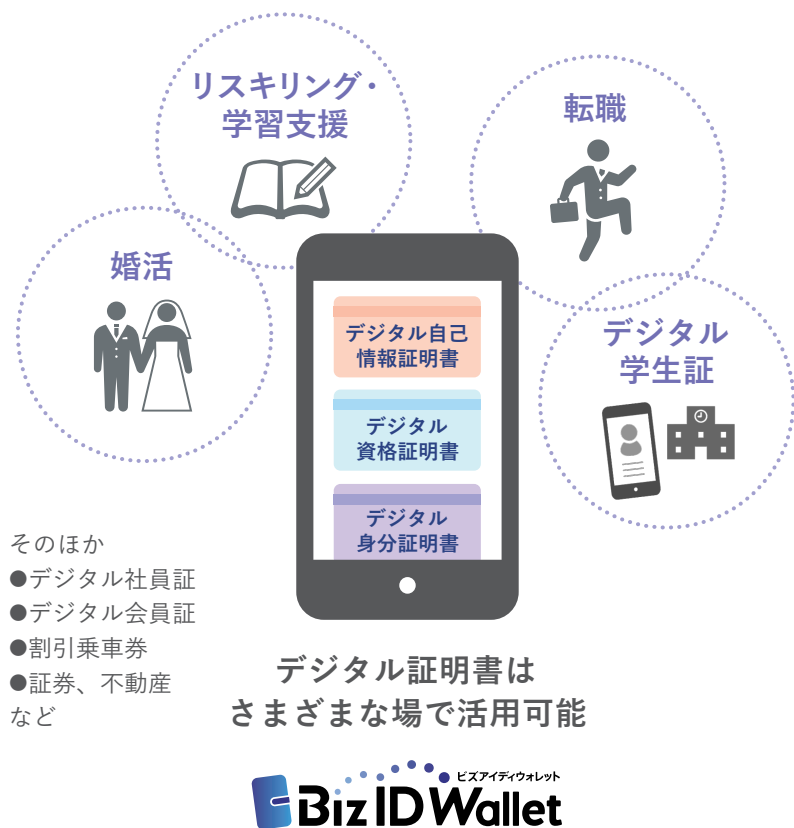 リスキリング・
学習支援
転職
婚活
デジタル
学生証
デジタル自己
情報証明書
デジタル
資格証明書
デジタル
身分証明書
そのほか
●デジタル社員証
●デジタル会員証
●割引乗車券
●証券、不動産
など
デジタル証明書は
さまざまな場で活用可能
ビズアイディウォレット
Biz ID Wallet